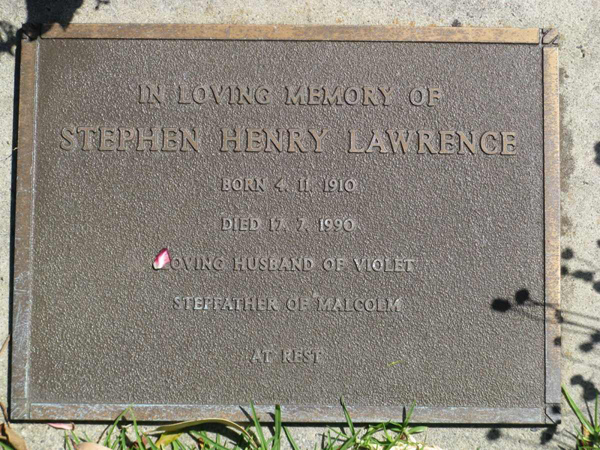 IN LOVING MEMORY OF
STEPHEN HENRY LAWRENCE
BORN 4. 11. 1910
DIED 17. 7. 1990
LOVING HUSBAND OF VIOLET
STEPFATHER OF MALCOLM
AT REST